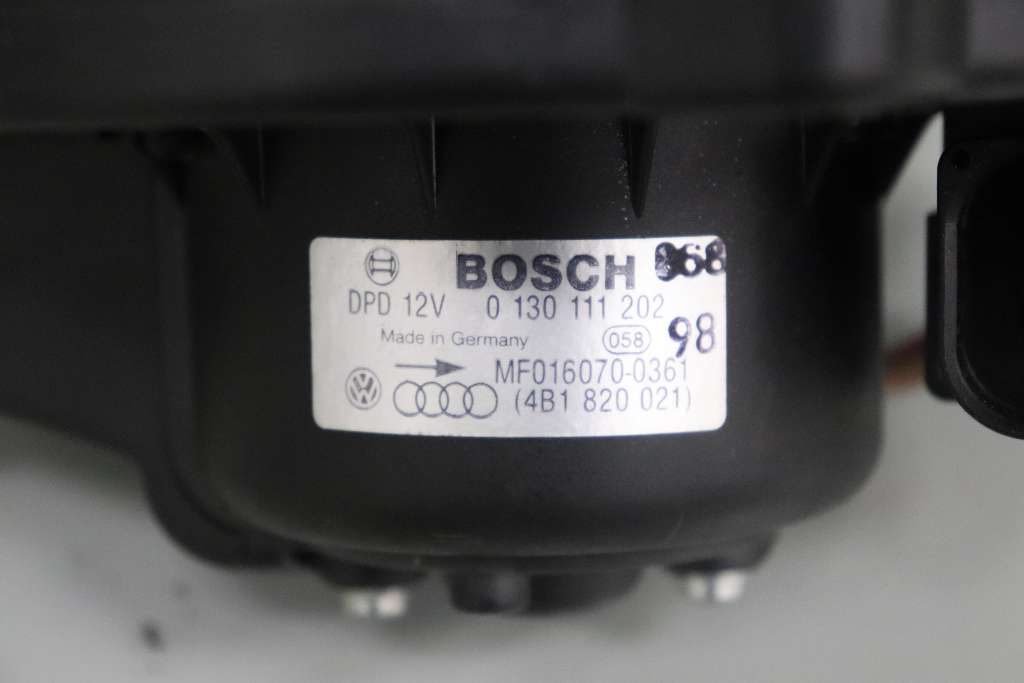 BOSCH
DPD 12V 0 130 111 202
Made in Germany 058 98
MF016070-0361
(4B1 820 021)